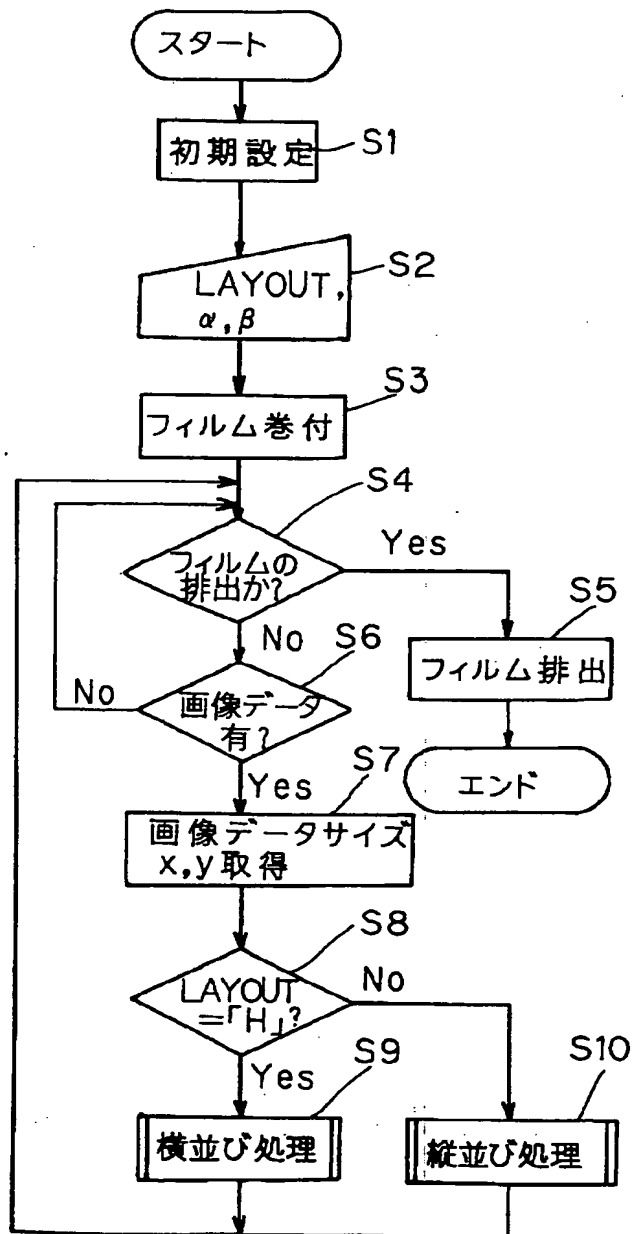 スタート
初期設定
S1
LAYOUT,
α,β
S2
フィルム巻付
S3
フィルムの
排出か?
S4
Yes
No
フィルム排出
S5
エンド
画像データ
有?
S6
No
Yes
画像データサイズ
x,y取得
S7
LAYOUT
=「H」?
S8
No
Yes
横並び処理
S9
縦並び処理
S10